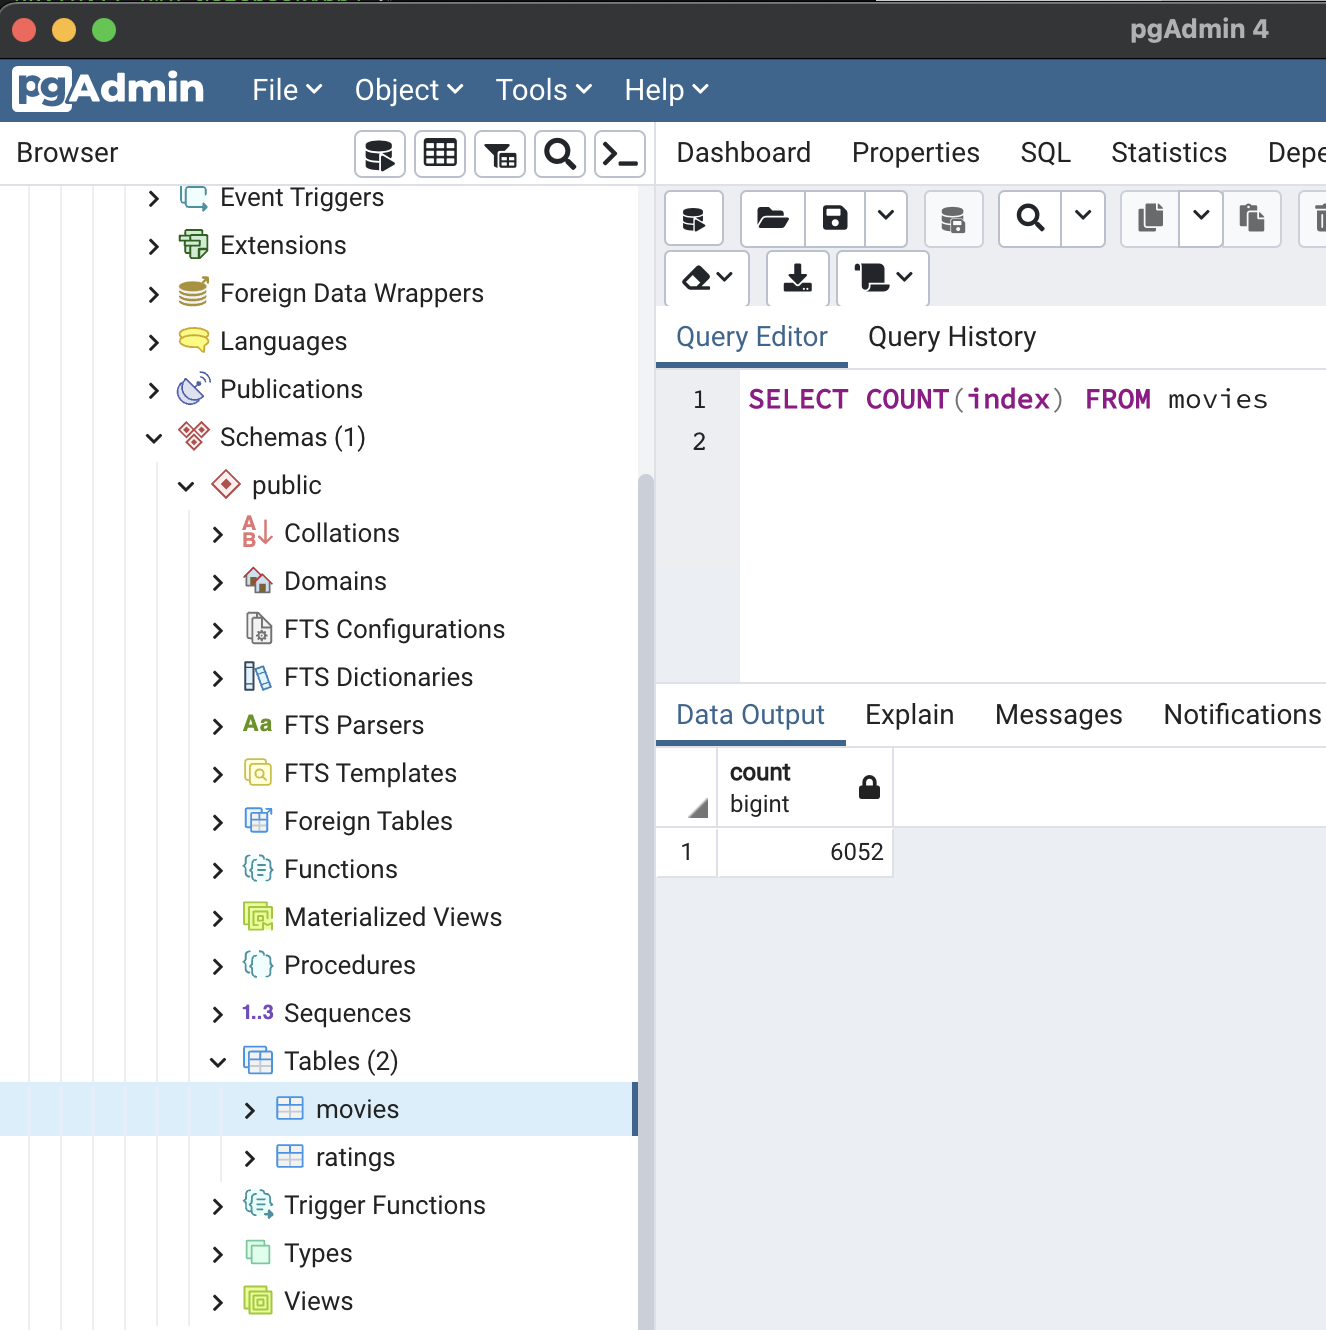 pgAdmin 4
pgAdmin File Object Tools Help
Browser
Dashboard Properties SQL Statistics
Event Triggers
Extensions
Foreign Data Wrappers
Languages
Publications
Schemas (1)
public
Collations
Domains
FTS Configurations
FTS Dictionaries
Aa FTS Parsers
FTS Templates
Foreign Tables
Functions
Materialized Views
Procedures
1..3 Sequences
Tables (2)
movies
ratings
Trigger Functions
Types
Views
Query Editor Query History
1 SELECT COUNT(index) FROM movies
2
Data Output Explain Messages Notifications
count
bigint
1 6052